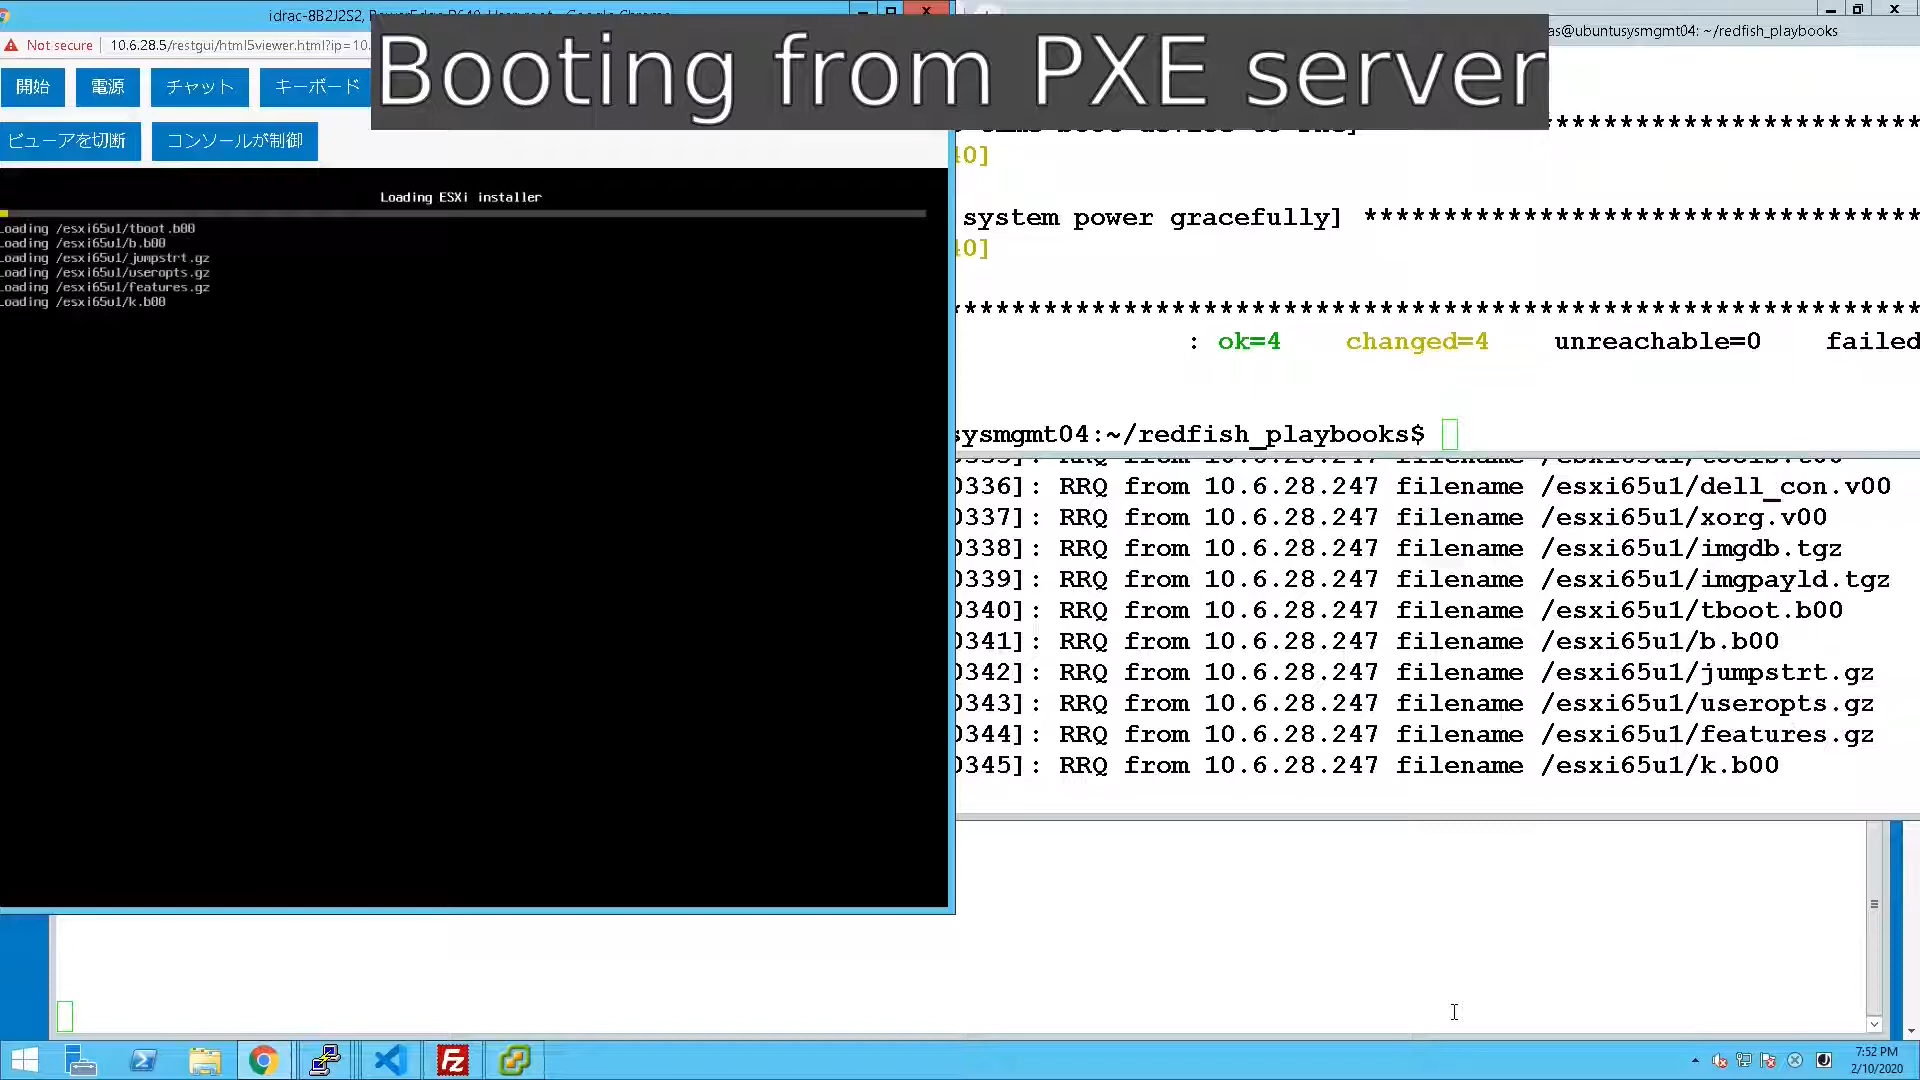 idrac-8B2J2S2,
Not secure
10.6.28.5/restgui/html5viewer.html?ip=10.
Booting from PXE server
as@ubuntusysmgmt04: ~/redfish_playbooks
開始
電源
チャット
キーボード
ビューアを切断
コンソールが制御
Loading ESXi installer
Loading /esxi65u1/tboot.b00
Loading /esxi65u1/b.b00
Loading /esxi65u1/jumpstrt.gz
Loading /esxi65u1/useropts.gz
Loading /esxi65u1/features.gz
Loading /esxi65u1/k.b00
***********************
40]
system power gracefully] ***********************************
40]
*************************************************************
: ok=4 changed=4 unreachable=0 failed
sysmgmt04:~/redfish_playbooks$
0336]: RRQ from 10.6.28.247 filename /esxi65u1/dell_con.v00
0337]: RRQ from 10.6.28.247 filename /esxi65u1/xorg.v00
0338]: RRQ from 10.6.28.247 filename /esxi65u1/imgdb.tgz
0339]: RRQ from 10.6.28.247 filename /esxi65u1/imgpayld.tgz
0340]: RRQ from 10.6.28.247 filename /esxi65u1/tboot.b00
0341]: RRQ from 10.6.28.247 filename /esxi65u1/b.b00
0342]: RRQ from 10.6.28.247 filename /esxi65u1/jumpstrt.gz
0343]: RRQ from 10.6.28.247 filename /esxi65u1/useropts.gz
0344]: RRQ from 10.6.28.247 filename /esxi65u1/features.gz
0345]: RRQ from 10.6.28.247 filename /esxi65u1/k.b00
7:52 PM
2/10/2020